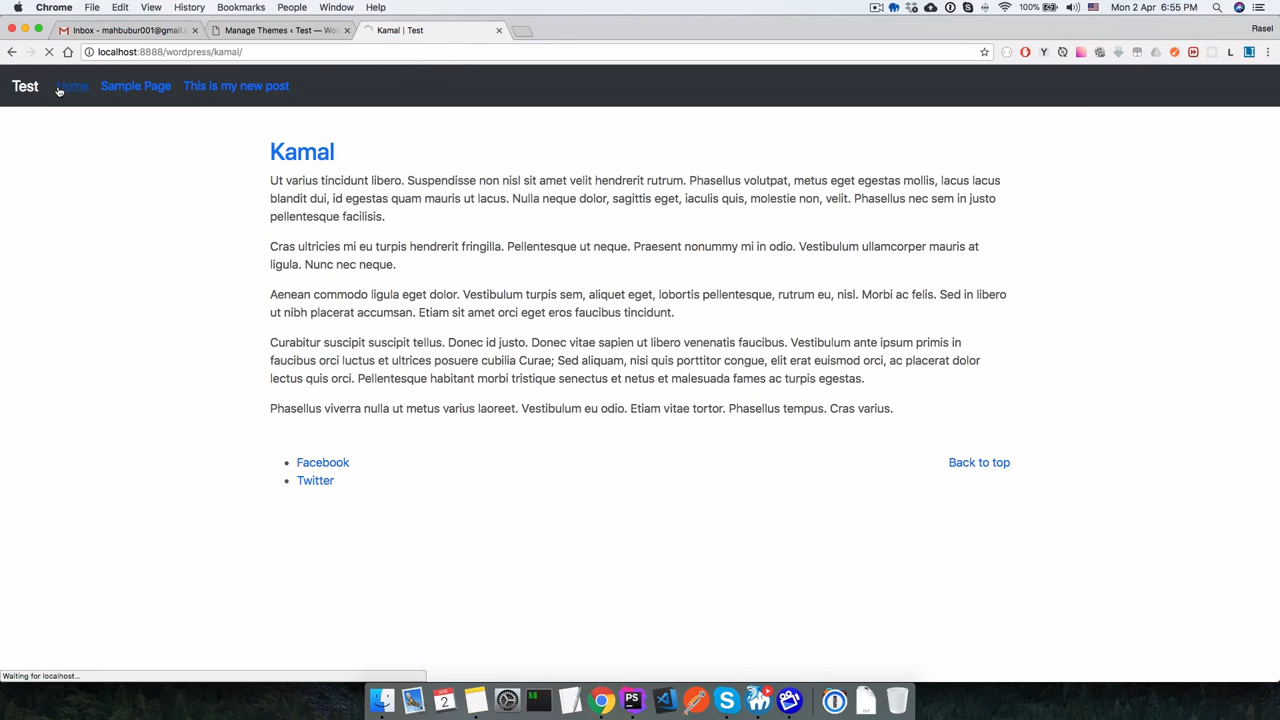 Chrome File Edit View History Bookmarks People Window Help 100% Mon 2 Apr 6:55 PM
Inbox - mahbubur001@gmail.c
Manage Themes ‹ Test — Wor
Kamal | Test
Rasel
localhost:8888/wordpress/kamal/
Test Home Sample Page This is my new post
Kamal
Ut varius tincidunt libero. Suspendisse non nisl sit amet velit hendrerit rutrum. Phasellus volutpat, metus eget egestas mollis, lacus lacus
blandit dui, id egestas quam mauris ut lacus. Nulla neque dolor, sagittis eget, iaculis quis, molestie non, velit. Phasellus nec sem in justo
pellentesque facilisis.
Cras ultricies mi eu turpis hendrerit fringilla. Pellentesque ut neque. Praesent nonummy mi in odio. Vestibulum ullamcorper mauris at
ligula. Nunc nec neque.
Aenean commodo ligula eget dolor. Vestibulum turpis sem, aliquet eget, lobortis pellentesque, rutrum eu, nisl. Morbi ac felis. Sed in libero
ut nibh placerat accumsan. Etiam sit amet orci eget eros faucibus tincidunt.
Curabitur suscipit suscipit tellus. Donec id justo. Donec vitae sapien ut libero venenatis faucibus. Vestibulum ante ipsum primis in
faucibus orci luctus et ultrices posuere cubilia Curae; Sed aliquam, nisi quis porttitor congue, elit erat euismod orci, ac placerat dolor
lectus quis orci. Pellentesque habitant morbi tristique senectus et netus et malesuada fames ac turpis egestas.
Phasellus viverra nulla ut metus varius laoreet. Vestibulum eu odio. Etiam vitae tortor. Phasellus tempus. Cras varius.
Facebook
Back to top
Twitter
Waiting for localhost...
2
PS